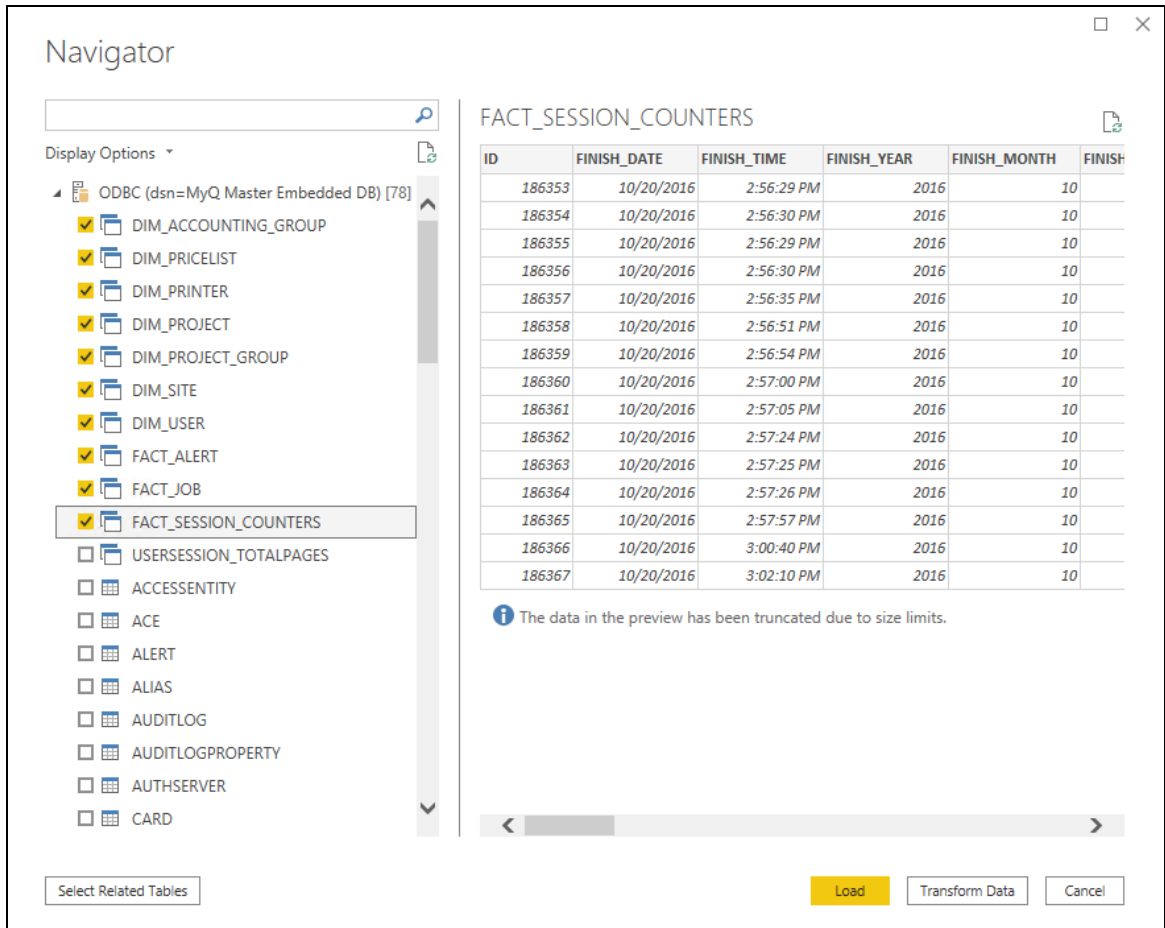 Navigator
Display Options
ODBC (dsn=MyQ Master Embedded DB) [78]
DIM_ACCOUNTING_GROUP
DIM_PRICELIST
DIM_PRINTER
DIM_PROJECT
DIM_PROJECT_GROUP
DIM_SITE
DIM_USER
FACT_ALERT
FACT_JOB
FACT_SESSION_COUNTERS
USERSESSION_TOTALPAGES
ACCESSENTITY
ACE
ALERT
ALIAS
AUDITLOG
AUDITLOGPROPERTY
AUTHSERVER
CARD
FACT_SESSION_COUNTERS
ID FINISH_DATE FINISH_TIME FINISH_YEAR FINISH_MONTH FINISH
186353 10/20/2016 2:56:29 PM 2016 10
186354 10/20/2016 2:56:30 PM 2016 10
186355 10/20/2016 2:56:29 PM 2016 10
186356 10/20/2016 2:56:30 PM 2016 10
186357 10/20/2016 2:56:35 PM 2016 10
186358 10/20/2016 2:56:51 PM 2016 10
186359 10/20/2016 2:56:54 PM 2016 10
186360 10/20/2016 2:57:00 PM 2016 10
186361 10/20/2016 2:57:05 PM 2016 10
186362 10/20/2016 2:57:24 PM 2016 10
186363 10/20/2016 2:57:25 PM 2016 10
186364 10/20/2016 2:57:26 PM 2016 10
186365 10/20/2016 2:57:57 PM 2016 10
186366 10/20/2016 3:00:40 PM 2016 10
186367 10/20/2016 3:02:10 PM 2016 10
The data in the preview has been truncated due to size limits.
Select Related Tables
Load
Transform Data
Cancel